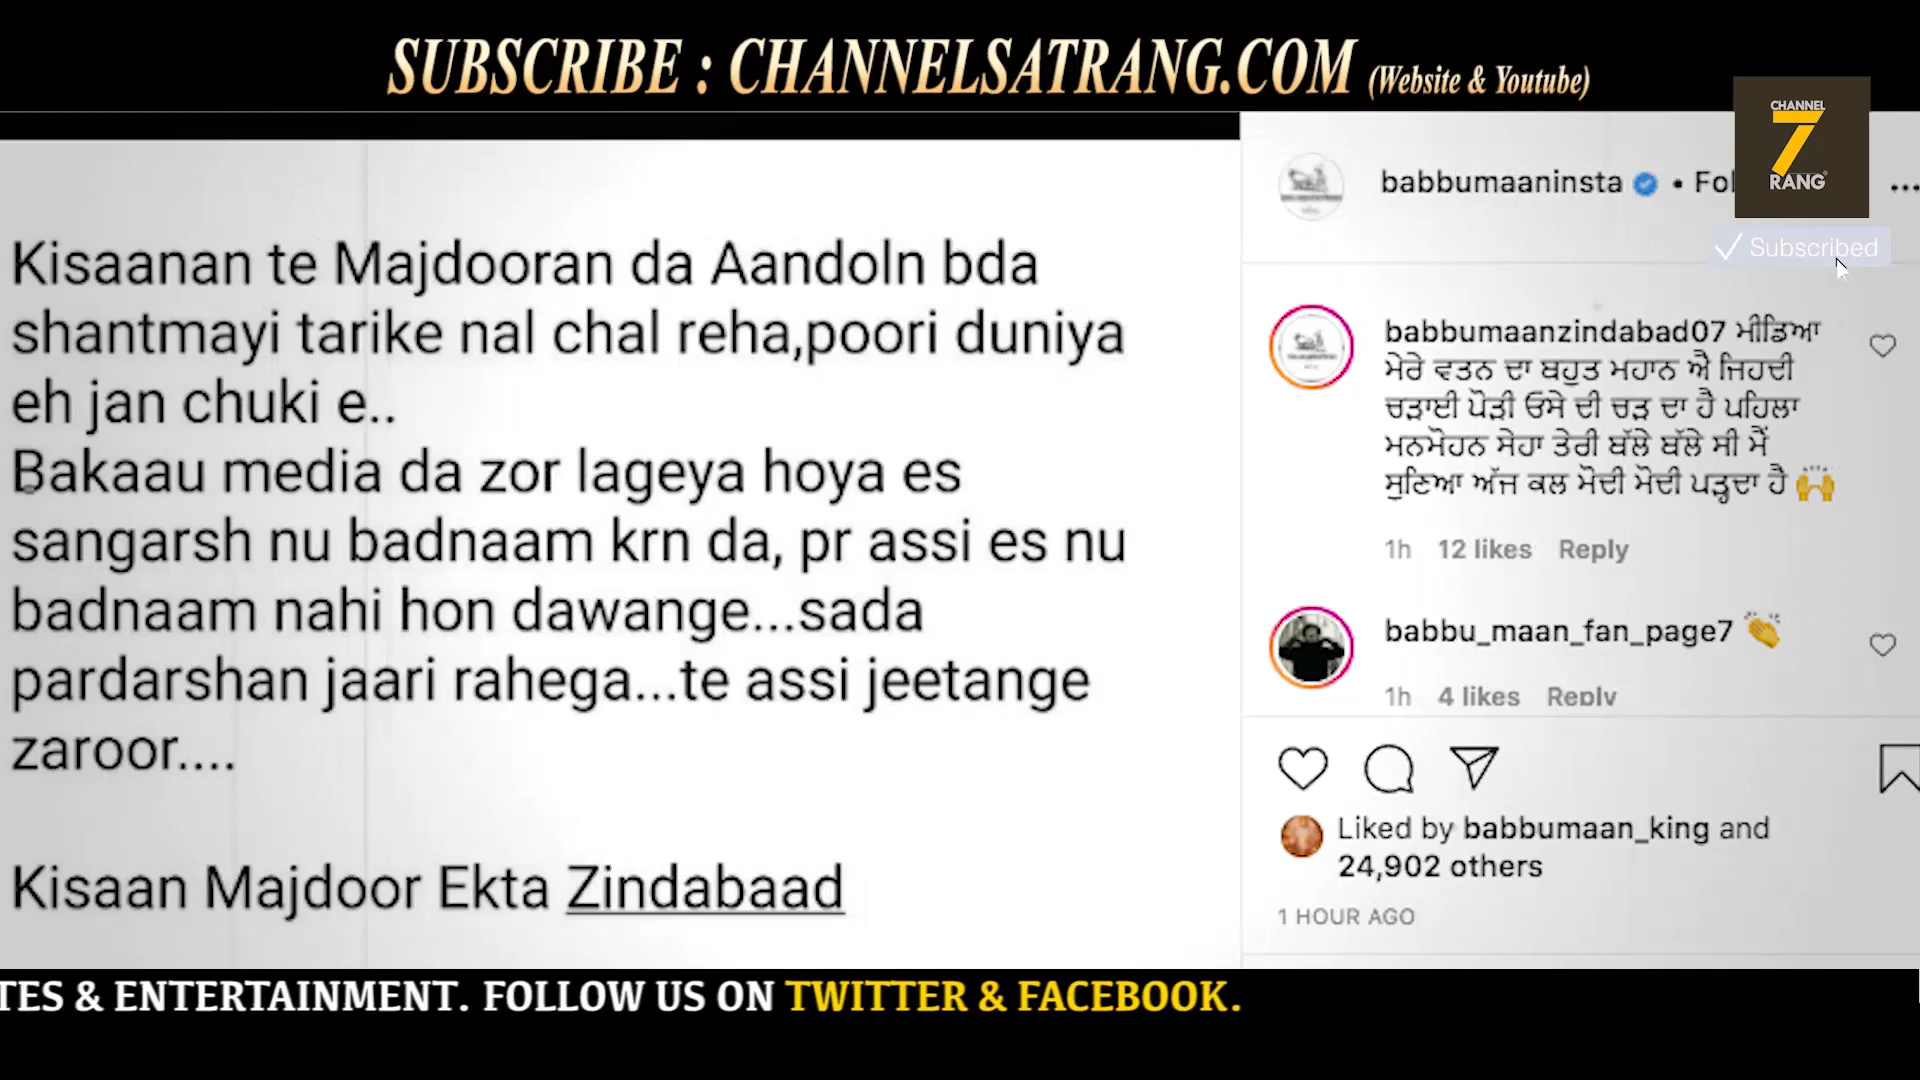 SUBSCRIBE : CHANNELSATRANG.COM (Website & Youtube)
CHANNEL
7
RANG
Subscribed
Kisaanan te Majdooran da Aandoln bda
shantmayi tarike nal chal reha,poori duniya
eh jan chuki e..
Bakaau media da zor lageya hoya es
sangarsh nu badnaam krn da, pr assi es nu
badnaam nahi hon dawange...sada
pardarshan jaari rahega...te assi jeetange
zaroor....
Kisaan Majdoor Ekta Zindabaad
babbumaaninsta • Fol
babbumaanzindabad07 ਮੀਡਿਆ
ਮੇਰੇ ਵਤਨ ਦਾ ਬਹੁਤ ਮਹਾਨ ਐ ਜਿਹਦੀ
ਚੜਾਈ ਪੌੜੀ ਓਸੇ ਦੀ ਚੜ ਦਾ ਹੈ ਪਹਿਲਾ
ਮਨਮੋਹਨ ਸੇਹਾ ਤੇਰੀ ਬੱਲੇ ਬੱਲੇ ਸੀ ਮੈਂ
ਸੁਣਿਆ ਅੱਜ ਕਲ ਮੋਦੀ ਮੋਦੀ ਪੜ੍ਹਦਾ ਹੈ 🙌
1h 12 likes Reply
babbu_maan_fan_page7 👏
1h 4 likes Reply
Liked by babbumaan_king and
24,902 others
1 HOUR AGO
TES & ENTERTAINMENT. FOLLOW US ON TWITTER & FACEBOOK.